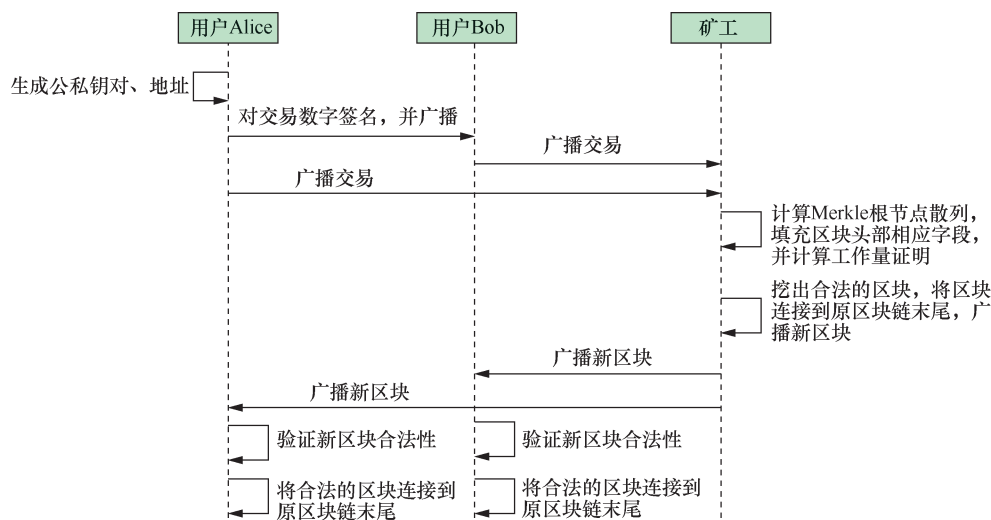 用户Alice
用户Bob
矿工
生成公私钥对、地址
对交易数字签名，并广播
广播交易
广播交易
计算Merkle根节点散列，
填充区块头部相应字段，
并计算工作量证明
挖出合法的区块，将区块
连接到原区块链末尾，广
播新区块
广播新区块
广播新区块
验证新区块合法性
验证新区块合法性
将合法的区块连接到
原区块链末尾
将合法的区块连接到
原区块链末尾